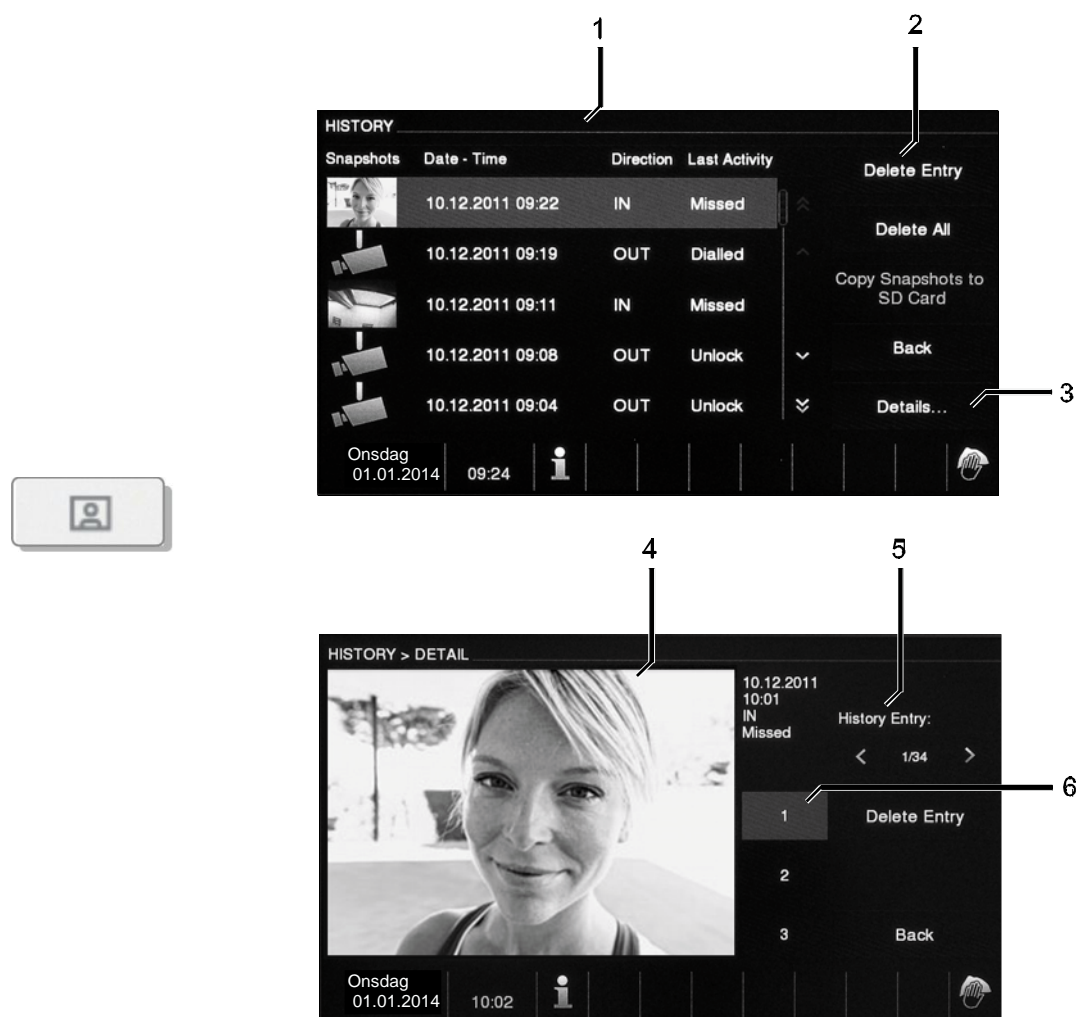 1
2
HISTORY
Snapshots Date - Time Direction Last Activity
Delete Entry
10.12.2011 09:22 IN Missed
Delete All
10.12.2011 09:19 OUT Dialled
Copy Snapshots to
SD Card
10.12.2011 09:11 IN Missed
Back
10.12.2011 09:08 OUT Unlock
3
Details...
10.12.2011 09:04 OUT Unlock
Onsdag
01.01.2014 09:24
4
5
HISTORY > DETAIL
10.12.2011
10:01
IN
Missed
History Entry:
< 1/34 >
6
1 Delete Entry
2
3 Back
Onsdag
01.01.2014 10:02